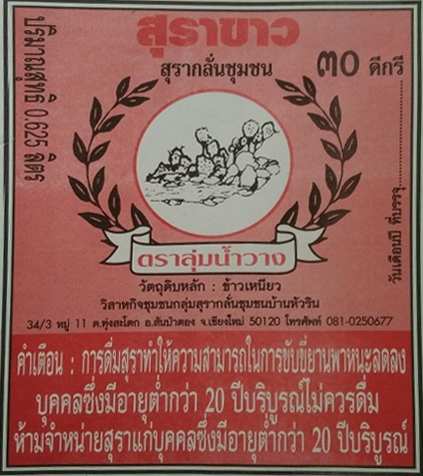 สุราขาว
สุรากลั่นชุมชน
๓๐ ดีกรี
ปริมาณสุทธิ 0.625 ลิตร
วันเดือนปี ที่บรรจุ
ตราลุ่มน้ำวาง
วัตถุดิบหลัก : ข้าวเหนียว
วิสาหกิจชุมชนกลุ่มสุรากลั่นชุมชนบ้านหัวริน
34/3 หมู่ 11 ต.ทุ่งสะโตก อ.สันป่าตอง จ.เชียงใหม่ 50120 โทรศัพท์ 081-0250677
คำเตือน : การดื่มสุราทำให้ความสามารถในการขับขี่ยานพาหนะลดลง
บุคคลซึ่งมีอายุต่ำกว่า 20 ปีบริบูรณ์ไม่ควรดื่ม
ห้ามจำหน่ายสุราแก่บุคคลซึ่งมีอายุต่ำกว่า 20 ปีบริบูรณ์